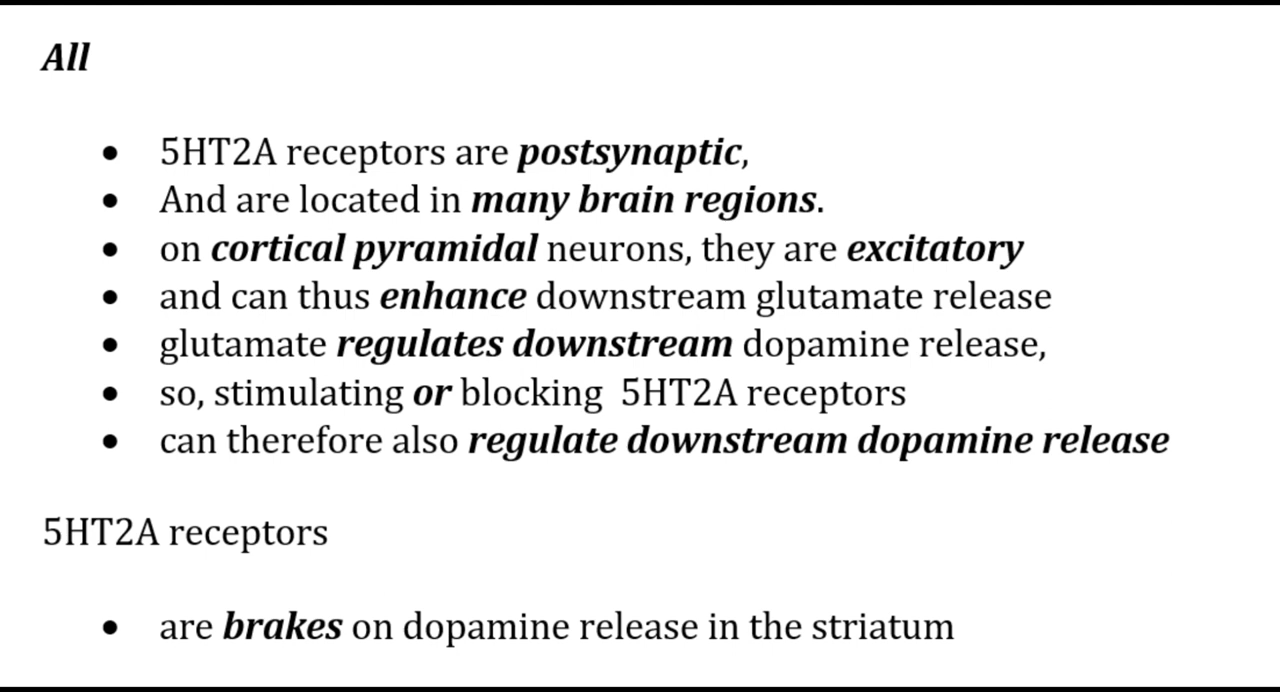 All
• 5HT2A receptors are postsynaptic,
• And are located in many brain regions.
• on cortical pyramidal neurons, they are excitatory
• and can thus enhance downstream glutamate release
• glutamate regulates downstream dopamine release,
• so, stimulating or blocking  5HT2A receptors
• can therefore also regulate downstream dopamine release
5HT2A receptors
• are brakes on dopamine release in the striatum